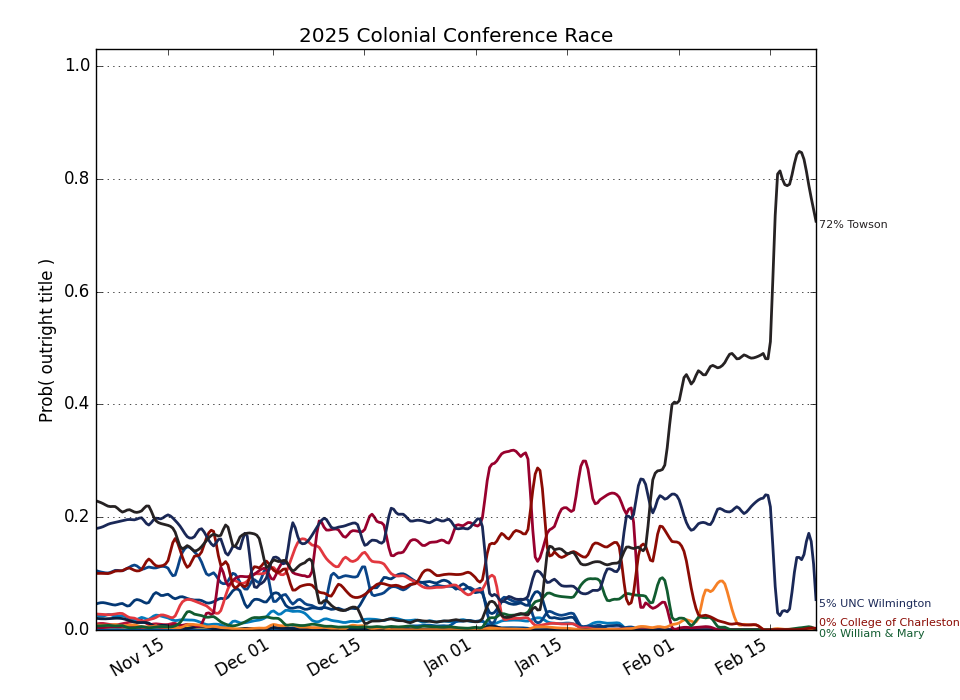 2025 Colonial Conference Race
Prob( outright title )
1.0
0.8
0.6
0.4
0.2
0.0
72% Towson
5% UNC Wilmington
0% College of Charleston
0% William & Mary
Nov 15
Dec 01
Dec 15
Jan 01
Jan 15
Feb 01
Feb 15